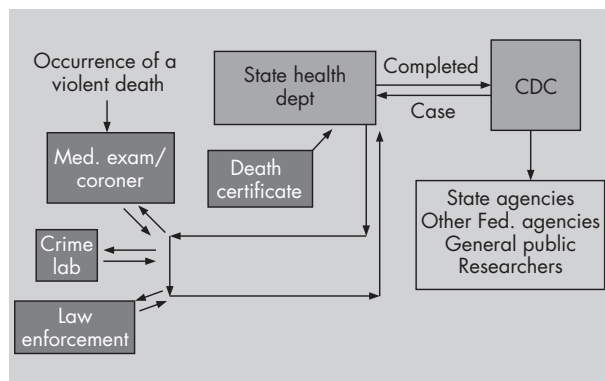 Occurrence of a
violent death
Med. exam/
coroner
Crime
lab
Law
enforcement
State health
dept
Death
certificate
Completed
Case
CDC
State agencies
Other Fed. agencies
General public
Researchers